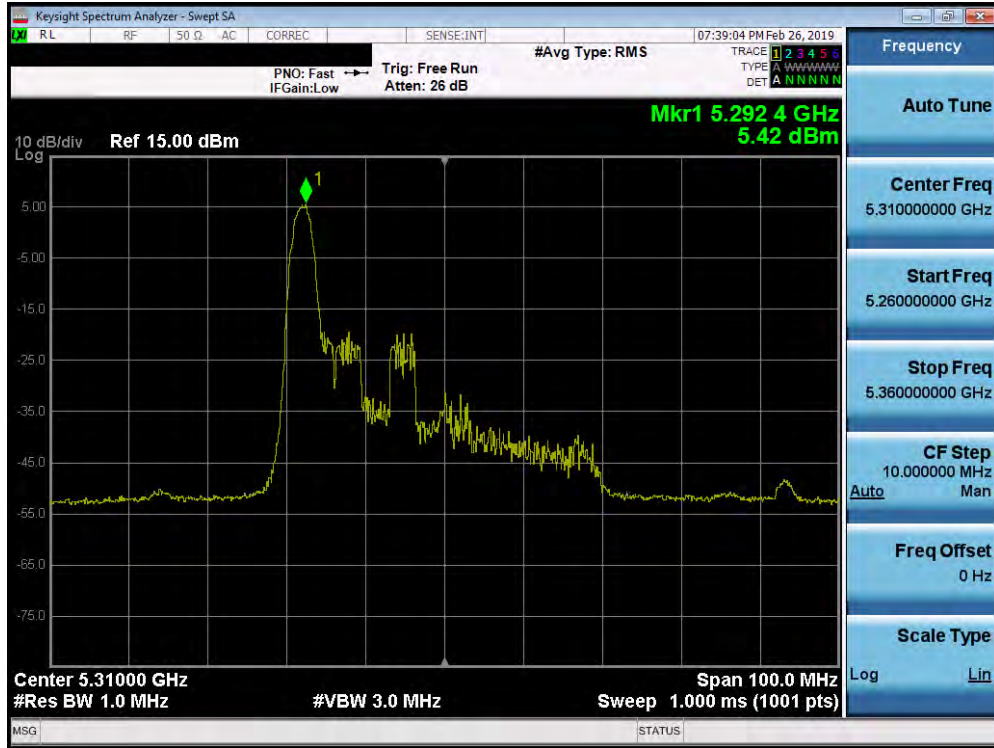 Keysight Spectrum Analyzer - Swept SA
LXI RL RF 50 Ω AC CORREC SENSE:INT 07:39:04 PM Feb 26, 2019
#Avg Type: RMS
TRACE 1 2 3 4 5 6
TYPE A WWWWW
DET A N N N N N
PNO: Fast
IFGain:Low
Trig: Free Run
Atten: 26 dB
Mkr1 5.292 4 GHz
5.42 dBm
10 dB/div Ref 15.00 dBm
Log
1
5.00
-5.00
-15.0
-25.0
-35.0
-45.0
-55.0
-65.0
-75.0
Center 5.31000 GHz Span 100.0 MHz
#Res BW 1.0 MHz #VBW 3.0 MHz Sweep 1.000 ms (1001 pts)
MSG STATUS
Frequency
Auto Tune
Center Freq
5.310000000 GHz
Start Freq
5.260000000 GHz
Stop Freq
5.360000000 GHz
CF Step
10.000000 MHz
Auto Man
Freq Offset
0 Hz
Scale Type
Log Lin